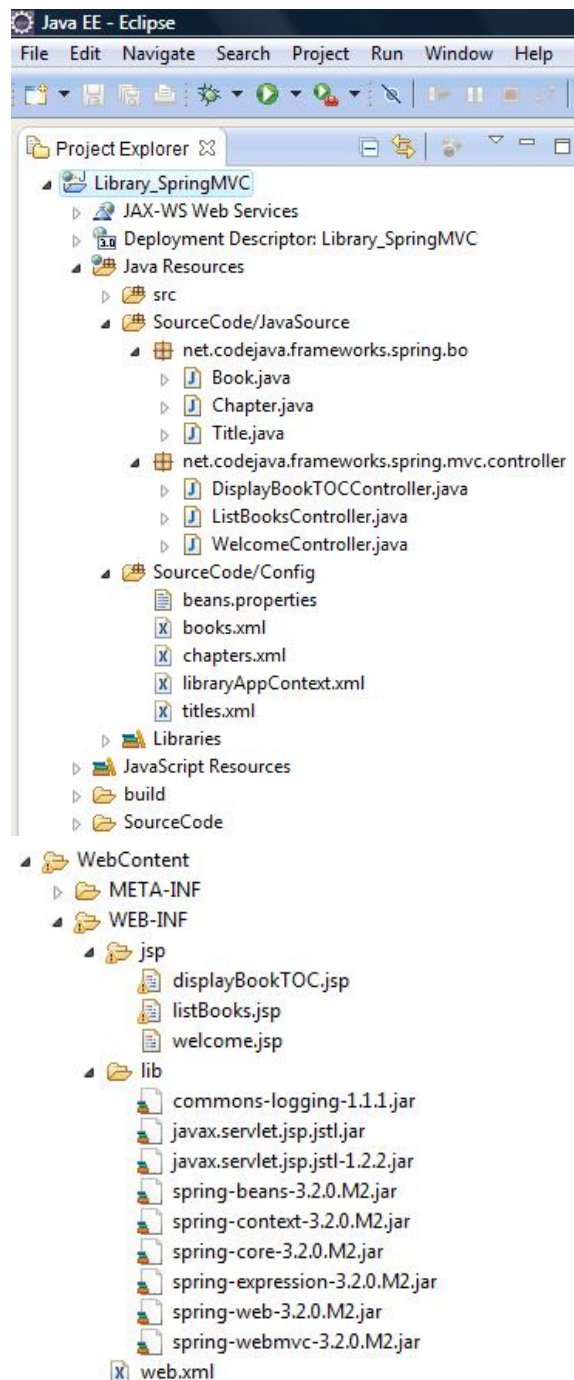 Java EE - Eclipse
File Edit Navigate Search Project Run Window Help
Project Explorer
Library_SpringMVC
JAX-WS Web Services
3.0 Deployment Descriptor: Library_SpringMVC
Java Resources
src
SourceCode/JavaSource
net.codejava.frameworks.spring.bo
J Book.java
J Chapter.java
J Title.java
net.codejava.frameworks.spring.mvc.controller
J DisplayBookTOCController.java
J ListBooksController.java
J WelcomeController.java
SourceCode/Config
beans.properties
X books.xml
X chapters.xml
X libraryAppContext.xml
X titles.xml
Libraries
JavaScript Resources
build
SourceCode
WebContent
META-INF
WEB-INF
jsp
displayBookTOC.jsp
listBooks.jsp
welcome.jsp
lib
commons-logging-1.1.1.jar
javax.servlet.jsp.jstl.jar
javax.servlet.jsp.jstl-1.2.2.jar
spring-beans-3.2.0.M2.jar
spring-context-3.2.0.M2.jar
spring-core-3.2.0.M2.jar
spring-expression-3.2.0.M2.jar
spring-web-3.2.0.M2.jar
spring-webmvc-3.2.0.M2.jar
X web.xml